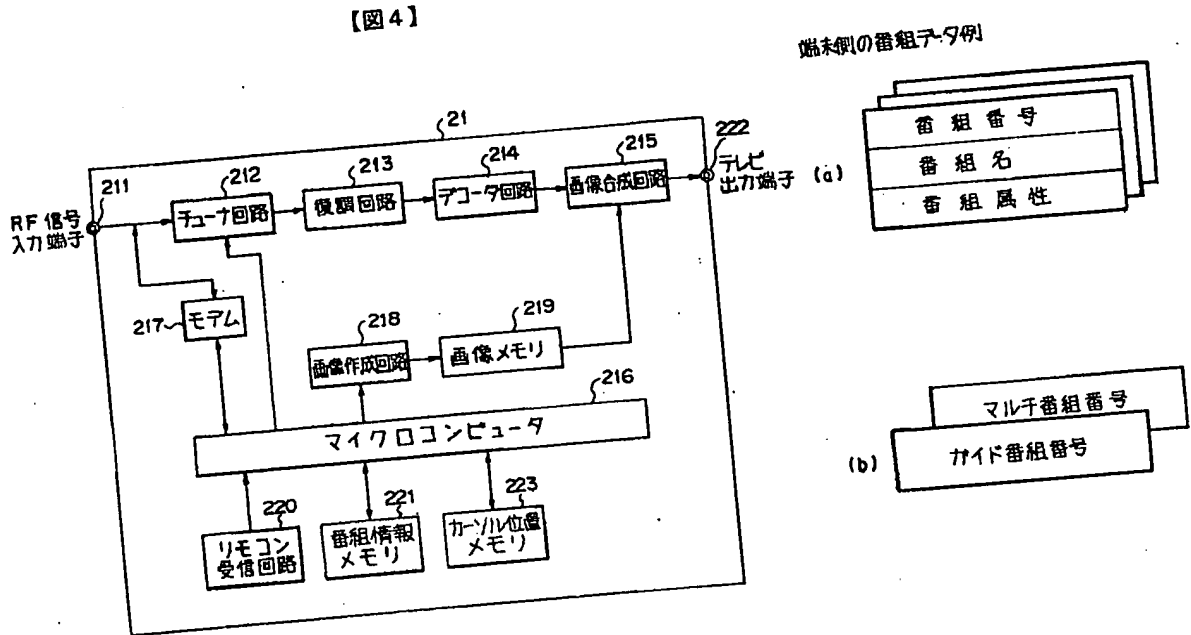 【図4】
端末側の番組データ例
番組番号
番組名
番組属性
(a)
21
222
テレビ
出力端子
211
RF信号
入力端子
212
チューナ回路
213
復調回路
214
デコーダ回路
215
画像合成回路
217
モデム
218
画像作成回路
219
画像メモリ
216
マイクロコンピュータ
220
リモコン
受信回路
221
番組情報
メモリ
223
カーソル位置
メモリ
マルチ番組番号
(b)
ガイド番組番号